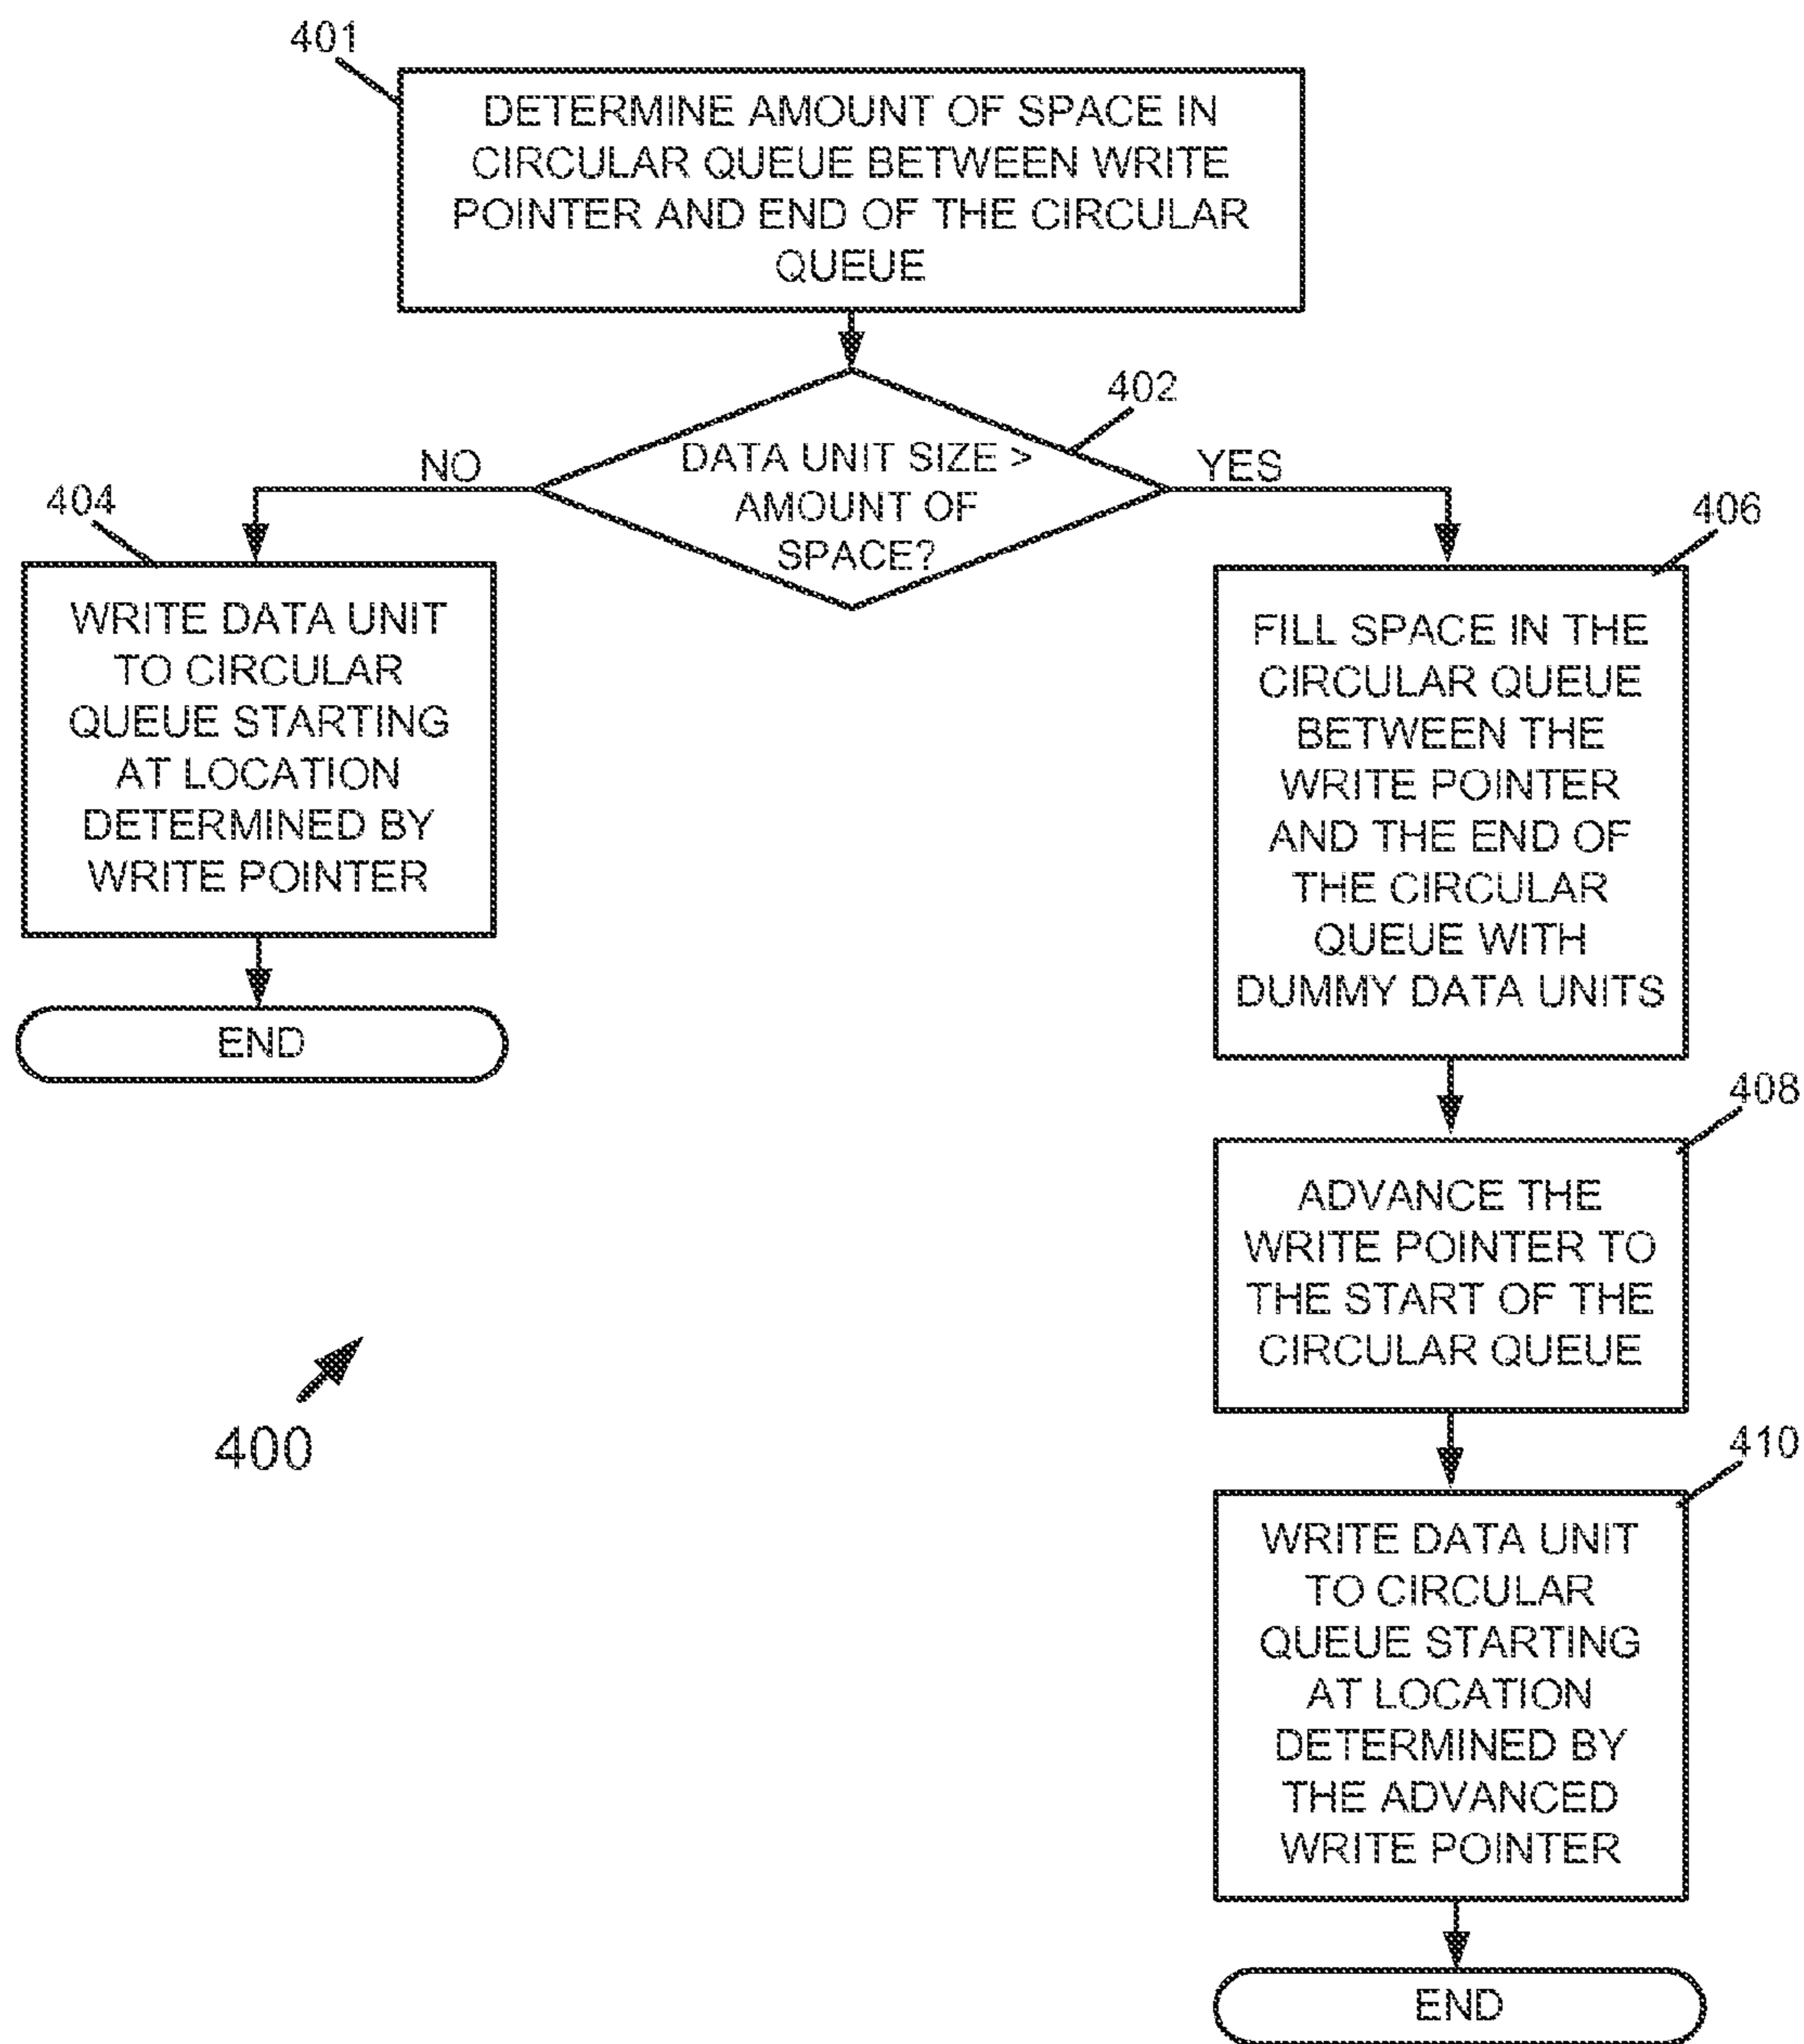 401
DETERMINE AMOUNT OF SPACE IN
CIRCULAR QUEUE BETWEEN WRITE
POINTER AND END OF THE CIRCULAR
QUEUE
402
DATA UNIT SIZE >
AMOUNT OF
SPACE?
NO
YES
404
WRITE DATA UNIT
TO CIRCULAR
QUEUE STARTING
AT LOCATION
DETERMINED BY
WRITE POINTER
END
406
FILL SPACE IN THE
CIRCULAR QUEUE
BETWEEN THE
WRITE POINTER
AND THE END OF
THE CIRCULAR
QUEUE WITH
DUMMY DATA UNITS
408
ADVANCE THE
WRITE POINTER TO
THE START OF THE
CIRCULAR QUEUE
400
410
WRITE DATA UNIT
TO CIRCULAR
QUEUE STARTING
AT LOCATION
DETERMINED BY
THE ADVANCED
WRITE POINTER
END